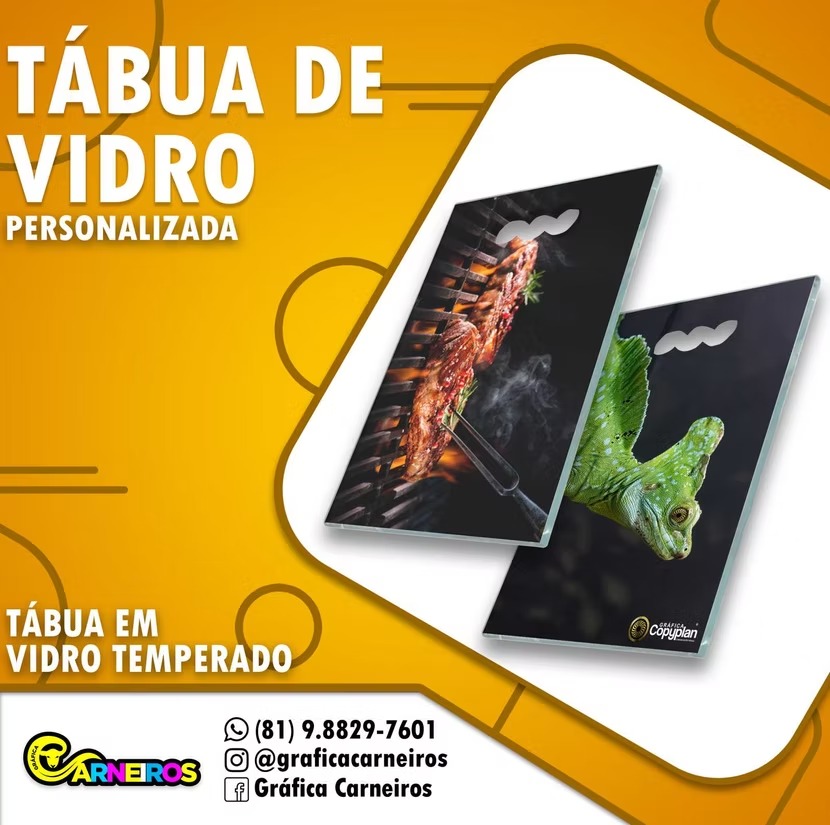 TÁBUA DE
VIDRO
PERSONALIZADA
GRÁFICA
Copyplan
TÁBUA EM
VIDRO TEMPERADO
GRÁFICA
CARNEIROS
(81) 9.8829-7601
@graficacarneiros
Gráfica Carneiros